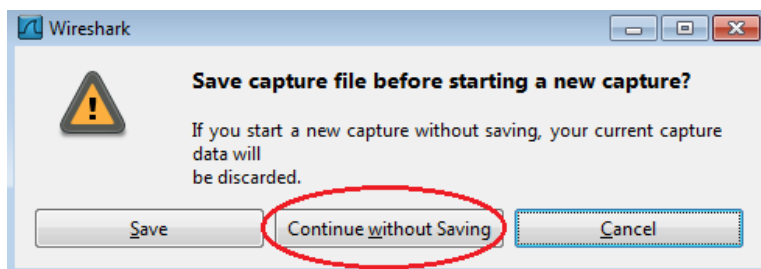 Wireshark
Save capture file before starting a new capture?
If you start a new capture without saving, your current capture
data will
be discarded.
Save
Continue without Saving
Cancel